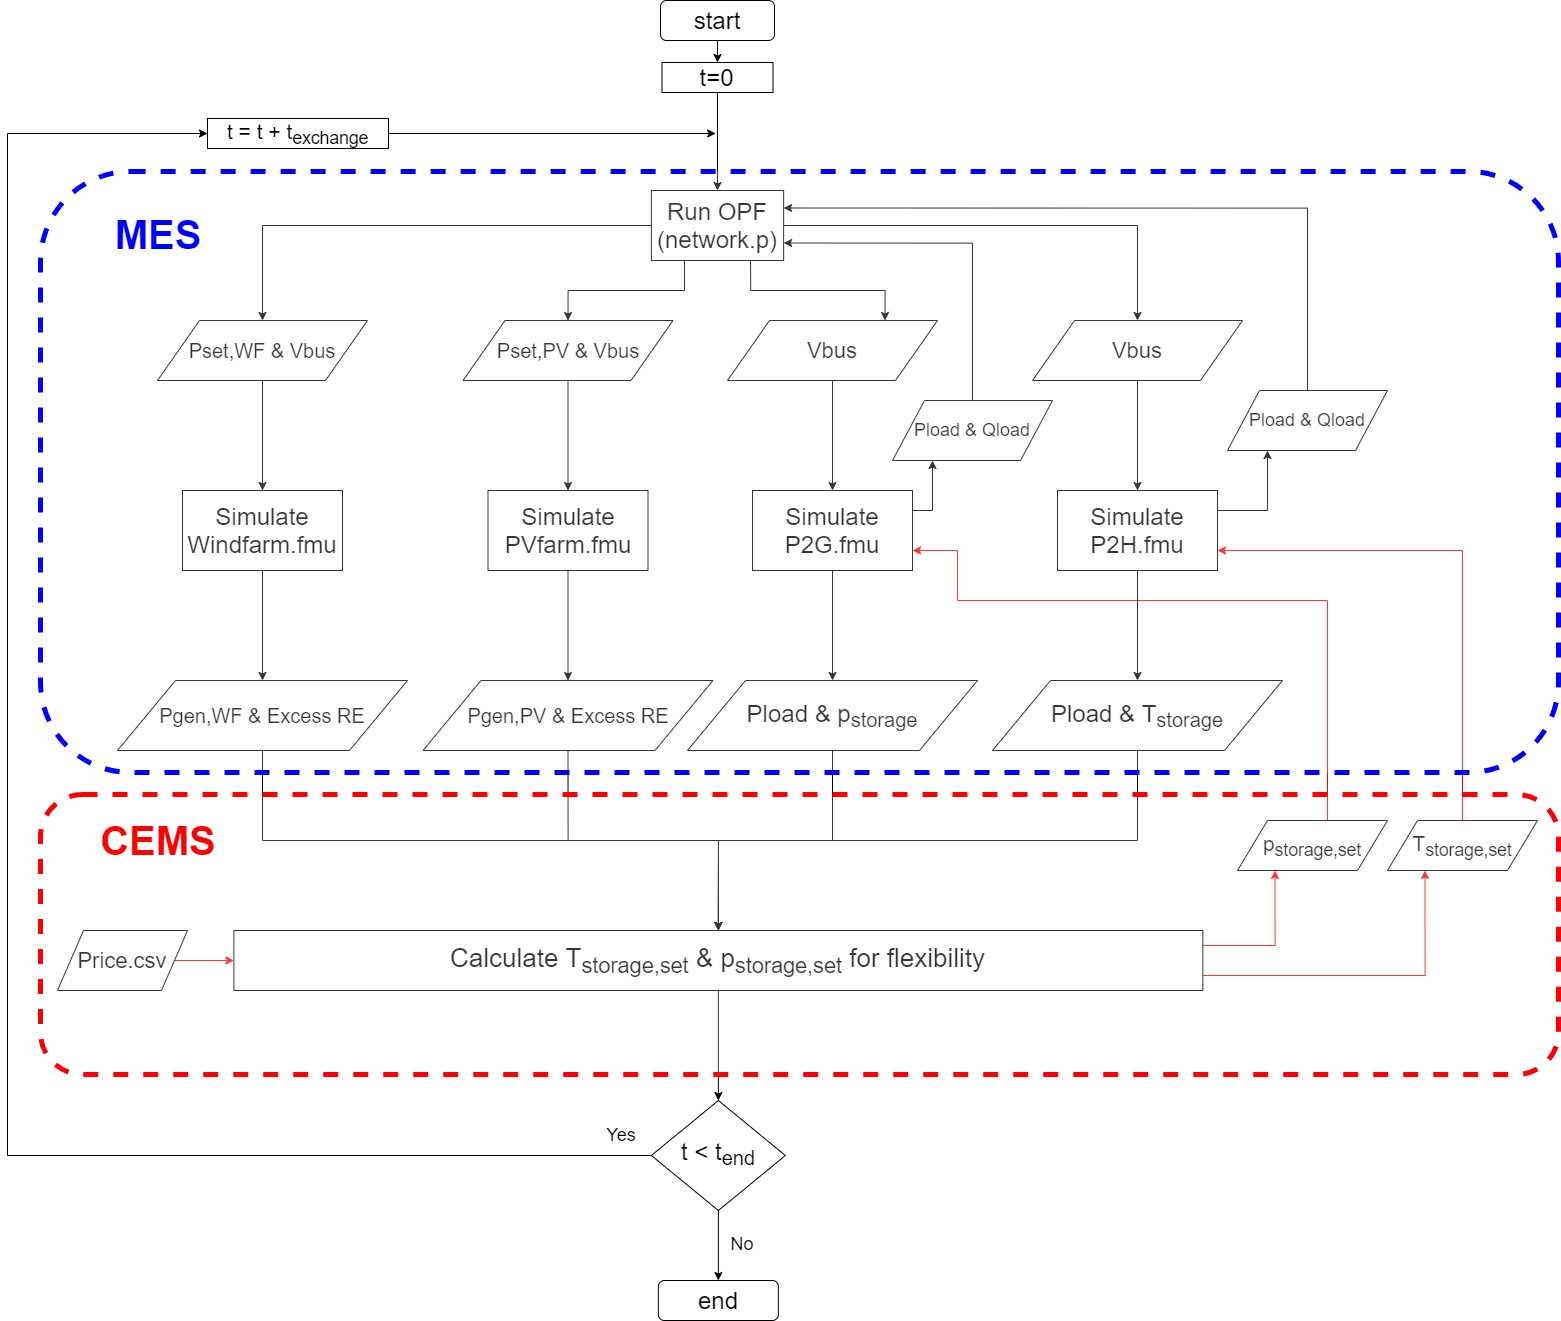 start
t=0
t = t + texchange
MES
Run OPF
(network.p)
Pset,WF & Vbus
Pset,PV & Vbus
Vbus
Vbus
Pload & Qload
Pload & Qload
Simulate
Windfarm.fmu
Simulate
PVfarm.fmu
Simulate
P2G.fmu
Simulate
P2H.fmu
Pgen,WF & Excess RE
Pgen,PV & Excess RE
Pload & pstorage
Pload & Tstorage
CEMS
pstorage,set
Tstorage,set
Price.csv
Calculate Tstorage,set & pstorage,set for flexibility
Yes
t < tend
No
end